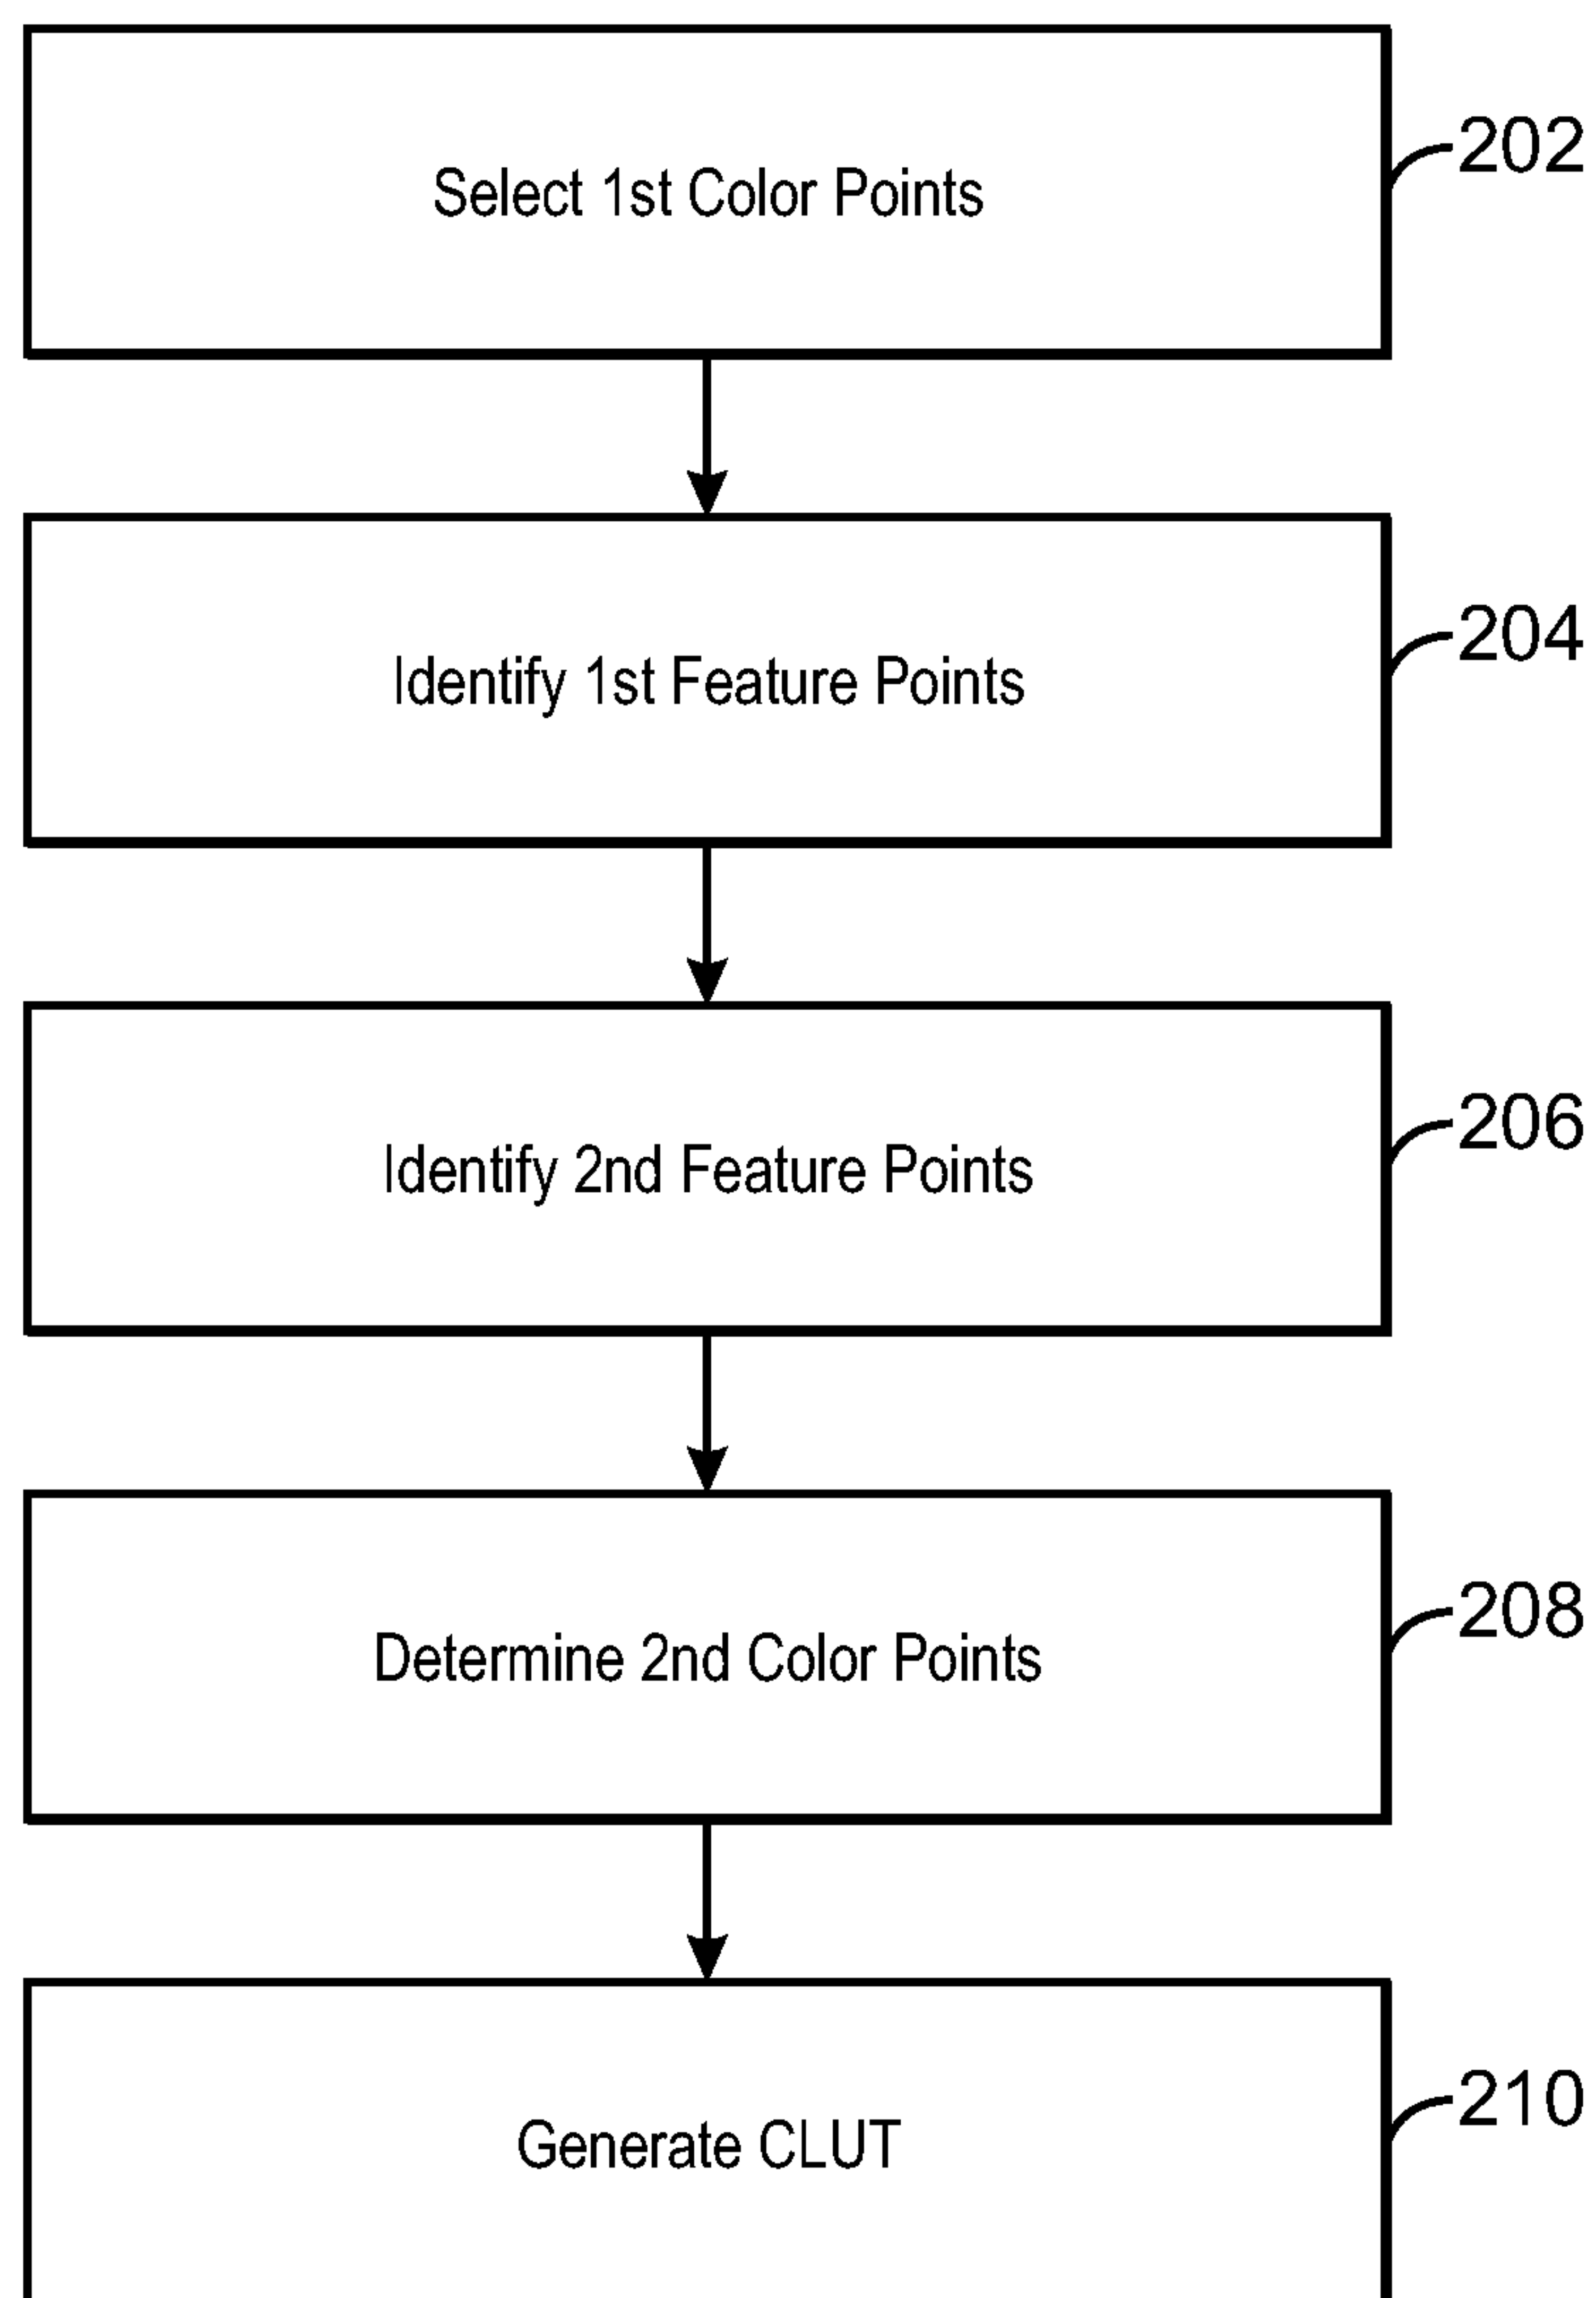 Select 1st Color Points
202
Identify 1st Feature Points
204
Identify 2nd Feature Points
206
Determine 2nd Color Points
208
Generate CLUT
210